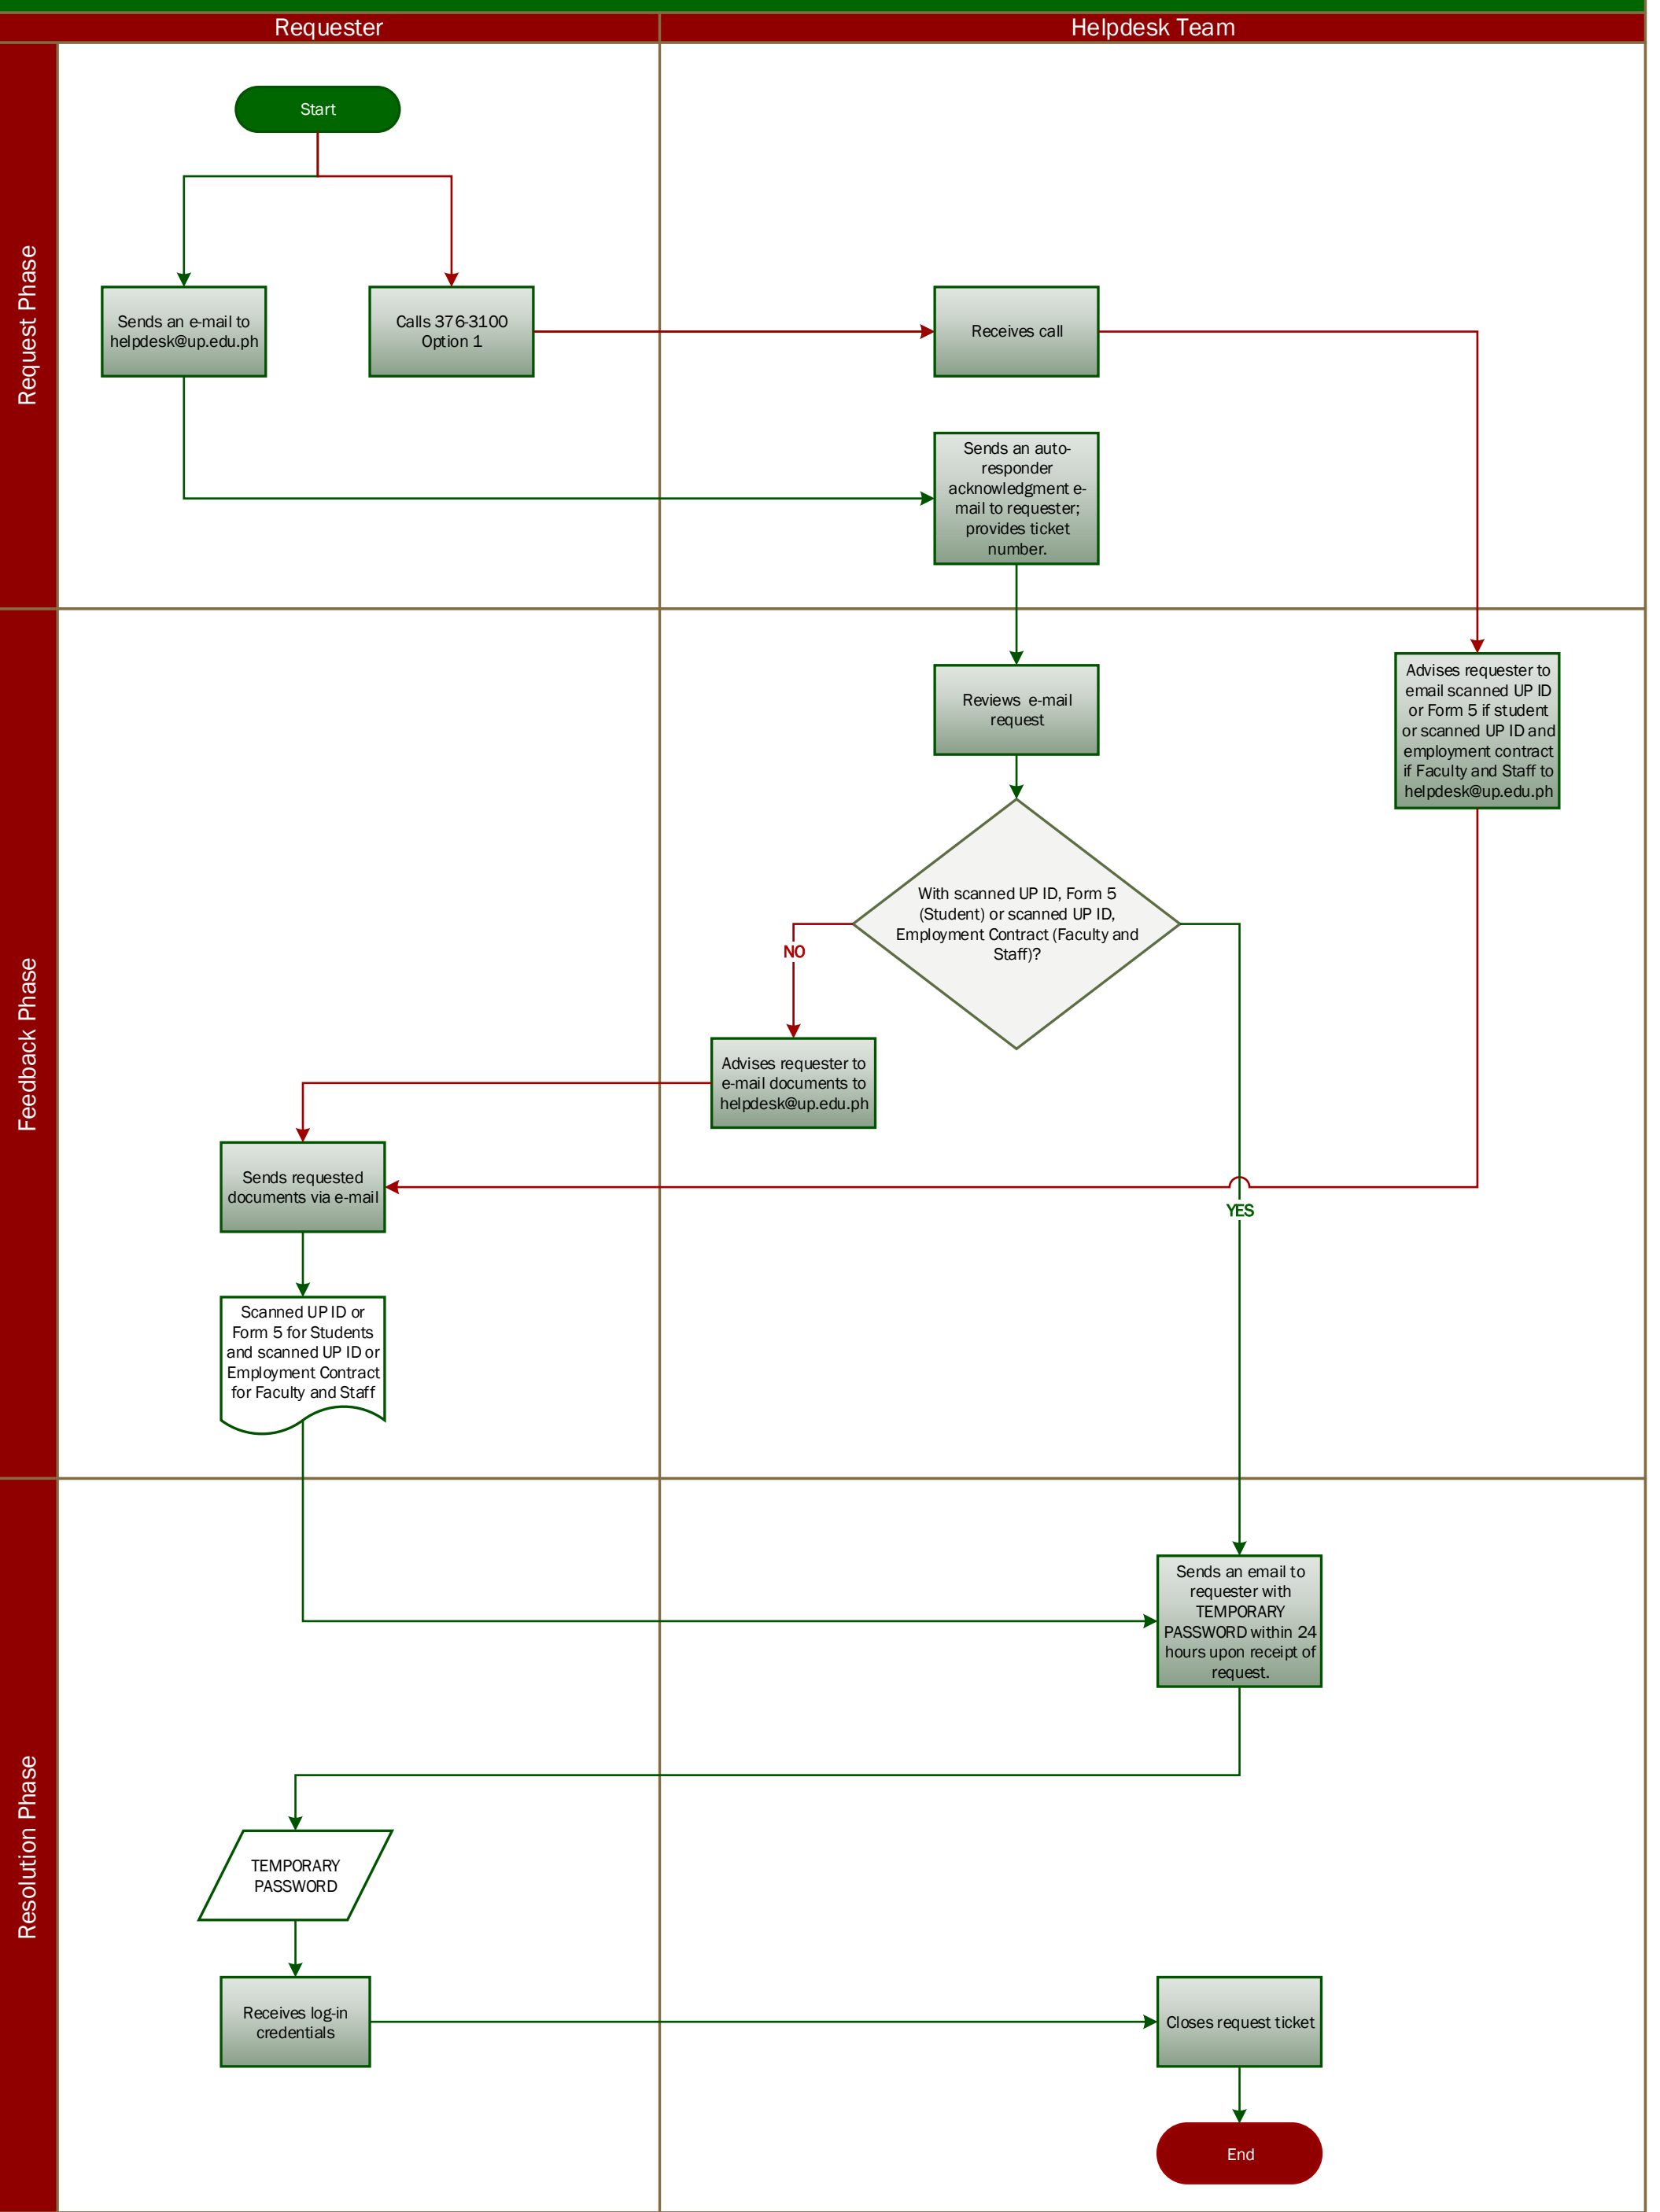 Requester
Helpdesk Team
Request Phase
Start
Sends an e-mail to
helpdesk@up.edu.ph
Calls 376-3100
Option 1
Receives call
Sends an auto-
responder
acknowledgment e-
mail to requester;
provides ticket
number.
Feedback Phase
Reviews e-mail
request
Advises requester to
email scanned UP ID
or Form 5 if student
or scanned UP ID and
employment contract
if Faculty and Staff to
helpdesk@up.edu.ph
With scanned UP ID, Form 5
(Student) or scanned UP ID,
Employment Contract (Faculty and
Staff)?
NO
Advises requester to
e-mail documents to
helpdesk@up.edu.ph
Sends requested
documents via e-mail
YES
Scanned UP ID or
Form 5 for Students
and scanned UP ID or
Employment Contract
for Faculty and Staff
Resolution Phase
Sends an email to
requester with
TEMPORARY
PASSWORD within 24
hours upon receipt of
request.
TEMPORARY
PASSWORD
Receives log-in
credentials
Closes request ticket
End